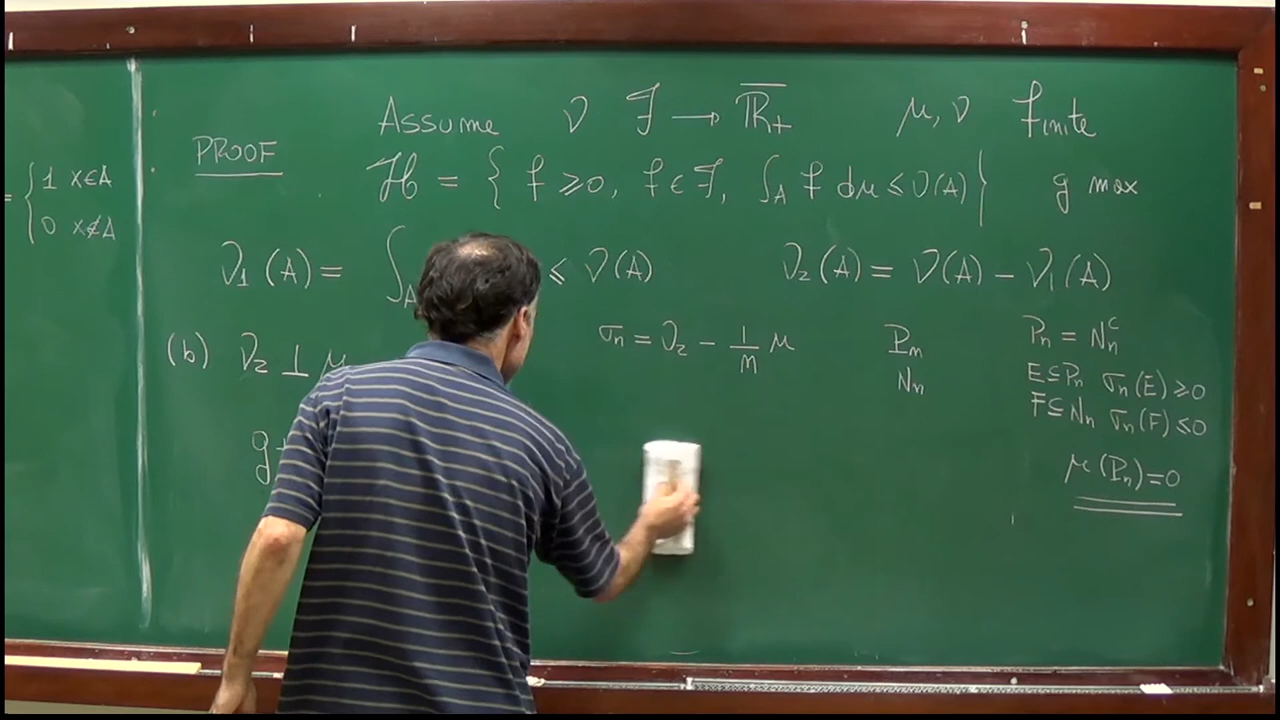 = { 1 x∈A
0 x∉A
Assume ν ℱ → ℝ̅₊ μ, ν finite
PROOF
ℋ = { f ≥ 0, f ∈ ℱ, ∫_A f dμ ≤ ν(A) } g max
ν₁(A) = ∫_A ≤ ν(A) ν₂(A) = ν(A) − ν₁(A)
(b) ν₂ ⊥ μ σₙ = ν₂ − 1/n μ Pₙ Pₙ = Nₙᶜ
Nₙ E ⊆ Pₙ σₙ(E) ≥ 0
F ⊆ Nₙ σₙ(F) ≤ 0
g+ μ(Pₙ) = 0